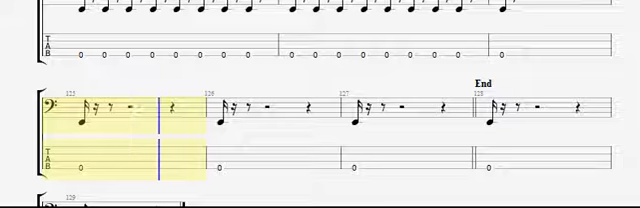 T
A
B 0 0 0 0 0 0 0 0 0 0 0 0 0 0 0 0 0
End
125 126 127 128
T
A
B 0 0 0 0
129